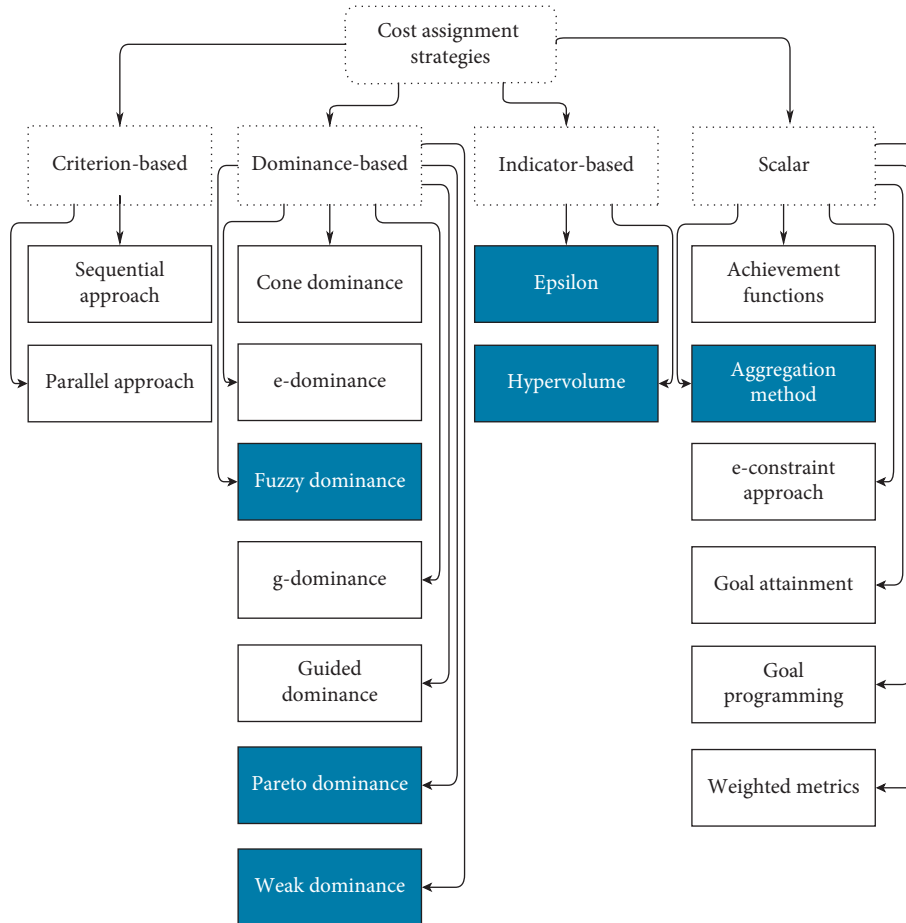 Cost assignment
strategies
Criterion-based
Dominance-based
Indicator-based
Scalar
Sequential
approach
Parallel approach
Cone dominance
e-dominance
Fuzzy dominance
g-dominance
Guided
dominance
Pareto dominance
Weak dominance
Epsilon
Hypervolume
Achievement
functions
Aggregation
method
e-constraint
approach
Goal attainment
Goal
programming
Weighted metrics